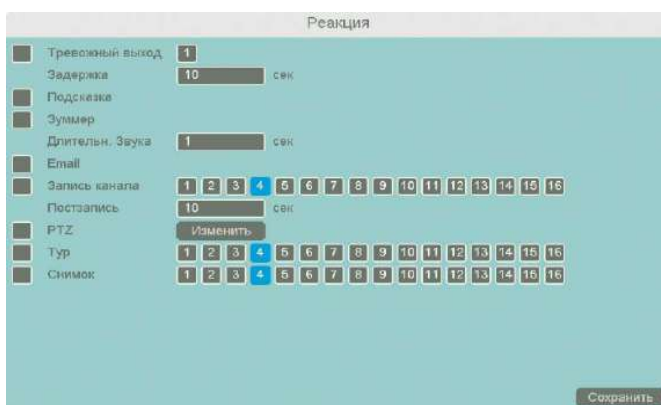 Реакция
Тревожный выход 1
Задержка 10 сек
Подсказка
Зуммер
Длительн. Звука 1 сек
Email
Запись канала 1 2 3 4 5 6 7 8 9 10 11 12 13 14 15 16
Постзапись 10 сек
PTZ Изменить
Тур 1 2 3 4 5 6 7 8 9 10 11 12 13 14 15 16
Снимок 1 2 3 4 5 6 7 8 9 10 11 12 13 14 15 16
Сохранить